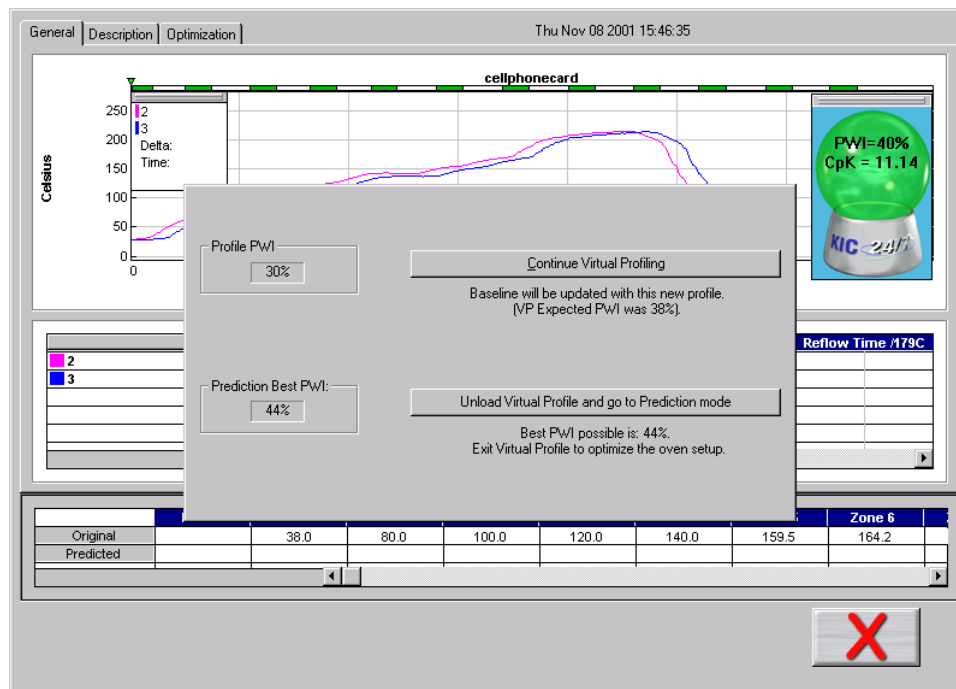 General Description Optimization Thu Nov 08 2001 15:46:35
cellphonecard
Celsius
250
200
150
100
50
0
0
2
3
Delta:
Time:
PWI=40%
CpK = 11.14
KIC 24/7
Profile PWI
30%
Continue Virtual Profiling
Baseline will be updated with this new profile.
(VP Expected PWI was 38%).
Prediction Best PWI:
44%
Unload Virtual Profile and go to Prediction mode
Best PWI possible is: 44%.
Exit Virtual Profile to optimize the oven setup.
Reflow Time /179C
2
3
Zone 6
Original 38.0 80.0 100.0 120.0 140.0 159.5 164.2
Predicted